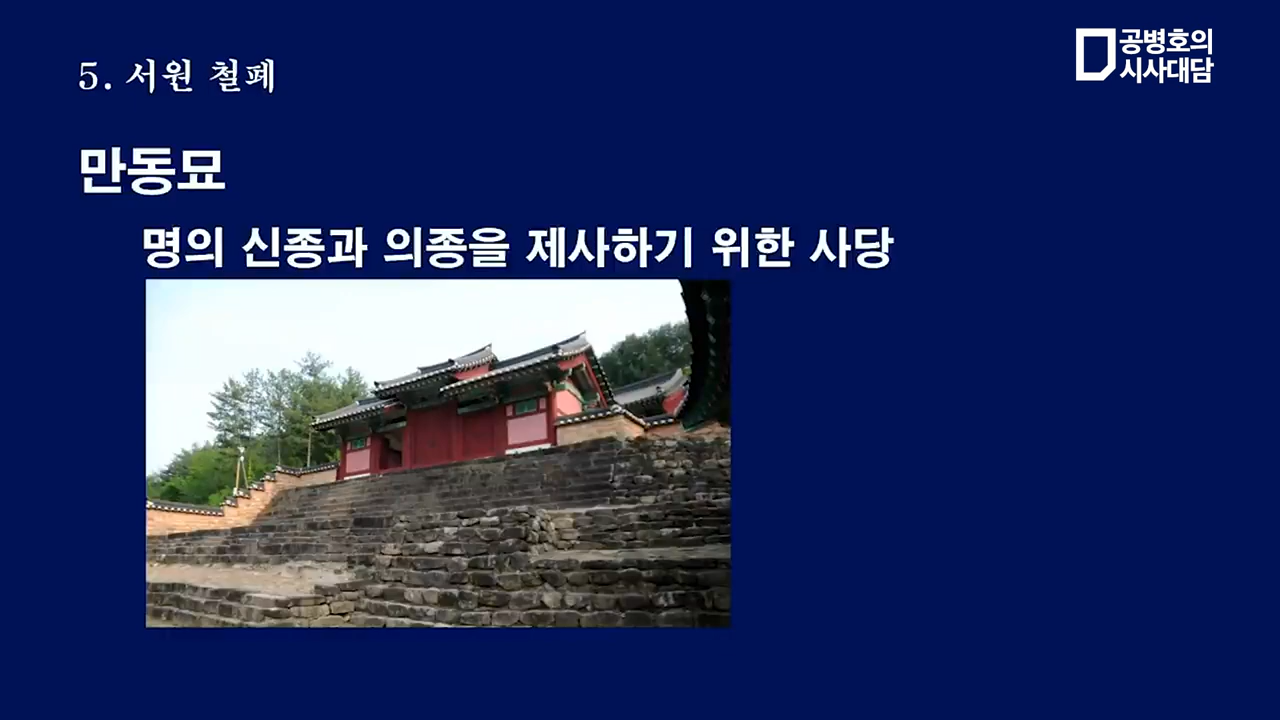 5. 서원 철폐
공병호의
시사대담
만동묘
명의 신종과 의종을 제사하기 위한 사당